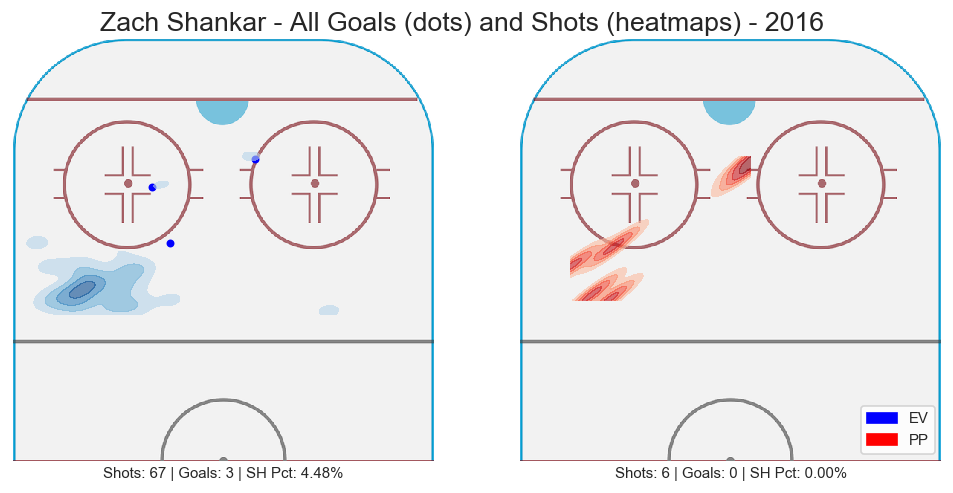 Zach Shankar - All Goals (dots) and Shots (heatmaps) - 2016
EV
PP
Shots: 67 | Goals: 3 | SH Pct: 4.48%
Shots: 6 | Goals: 0 | SH Pct: 0.00%